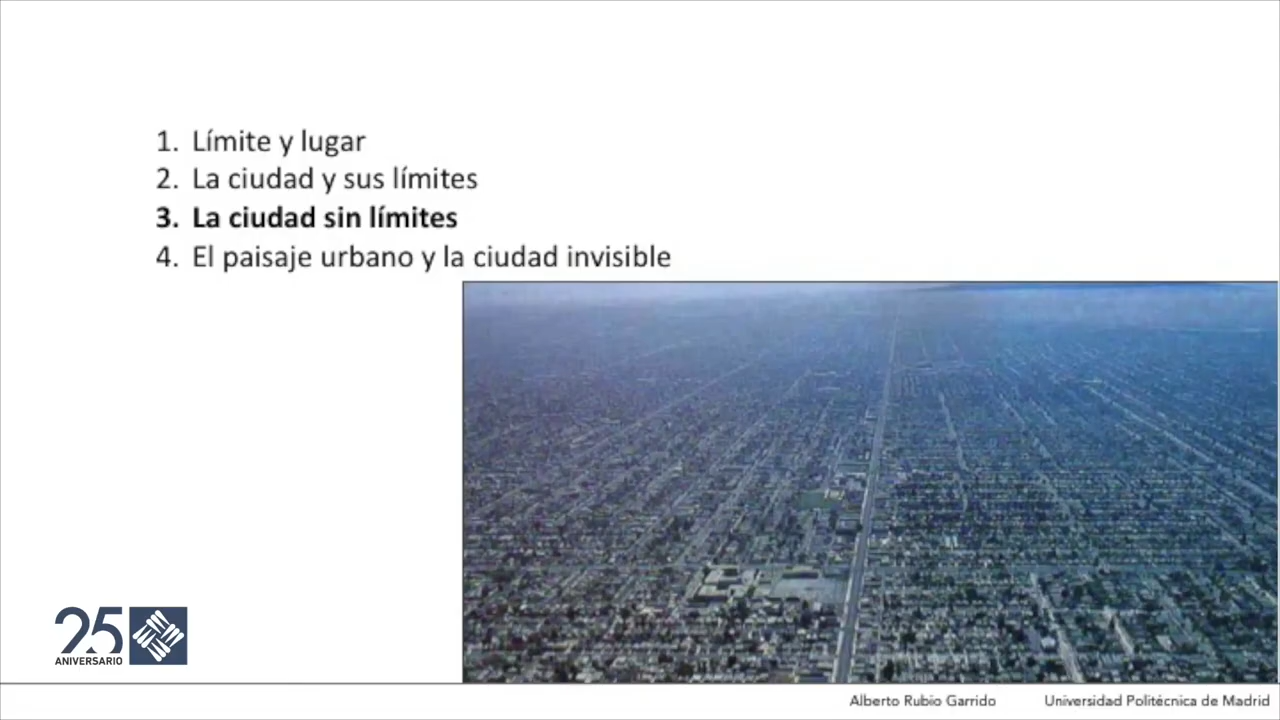 1. Límite y lugar
2. La ciudad y sus límites
3. La ciudad sin límites
4. El paisaje urbano y la ciudad invisible
25
ANIVERSARIO
Alberto Rubio Garrido Universidad Politécnica de Madrid